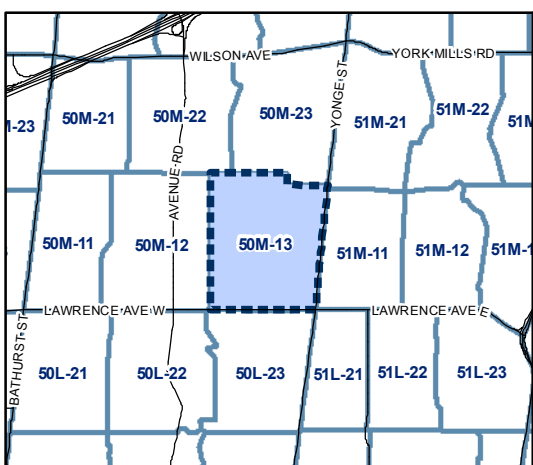 WILSON AVE
YORK MILLS RD
YONGE ST
50M-23
51M-22
50M-21
50M-22
51M-21
51M
-23
AVENUE RD
50M-11
50M-12
50M-13
51M-11
51M-12
51M-1
LAWRENCE AVE W
LAWRENCE AVE E
BATHURST ST
50L-21
50L-22
50L-23
51L-21
51L-22
51L-23